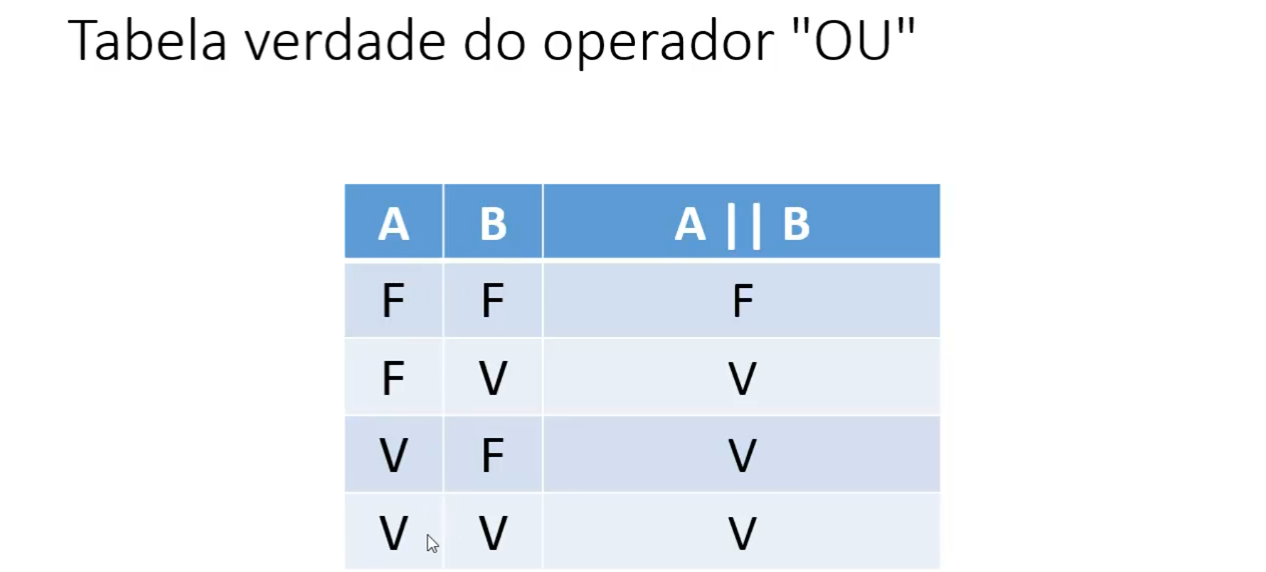 Tabela verdade do operador "OU"
A B A || B
F F F
F V V
V F V
V V V